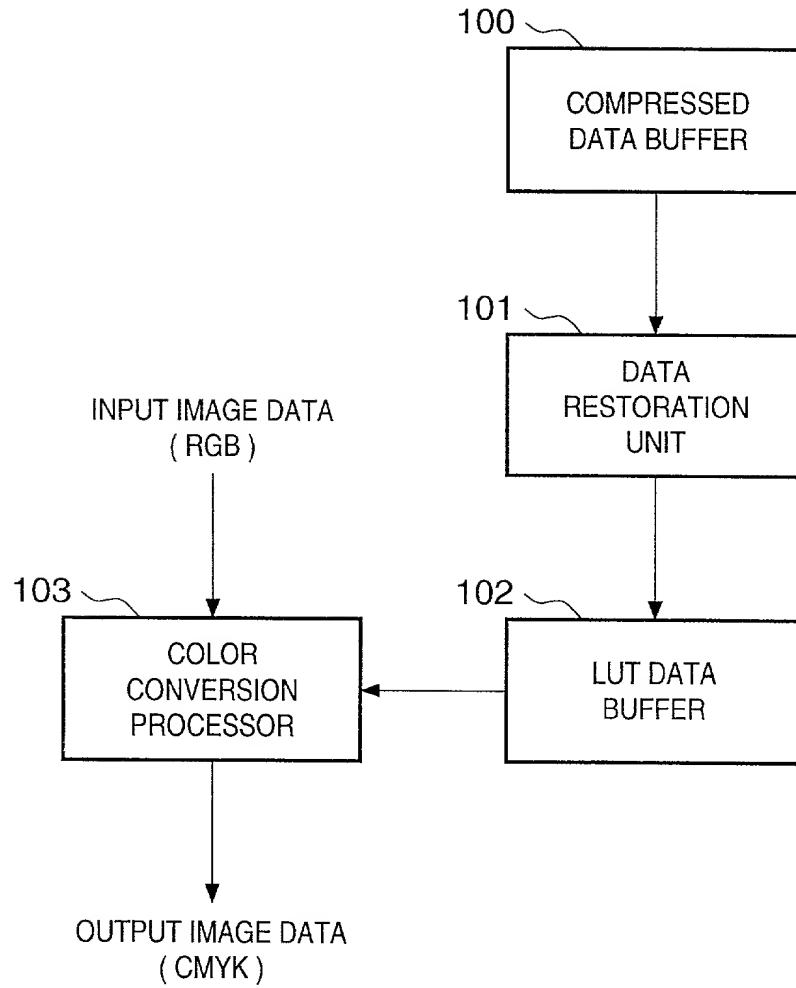 100
COMPRESSED
DATA BUFFER
101
DATA
RESTORATION
UNIT
INPUT IMAGE DATA
( RGB )
103
COLOR
CONVERSION
PROCESSOR
102
LUT DATA
BUFFER
OUTPUT IMAGE DATA
( CMYK )